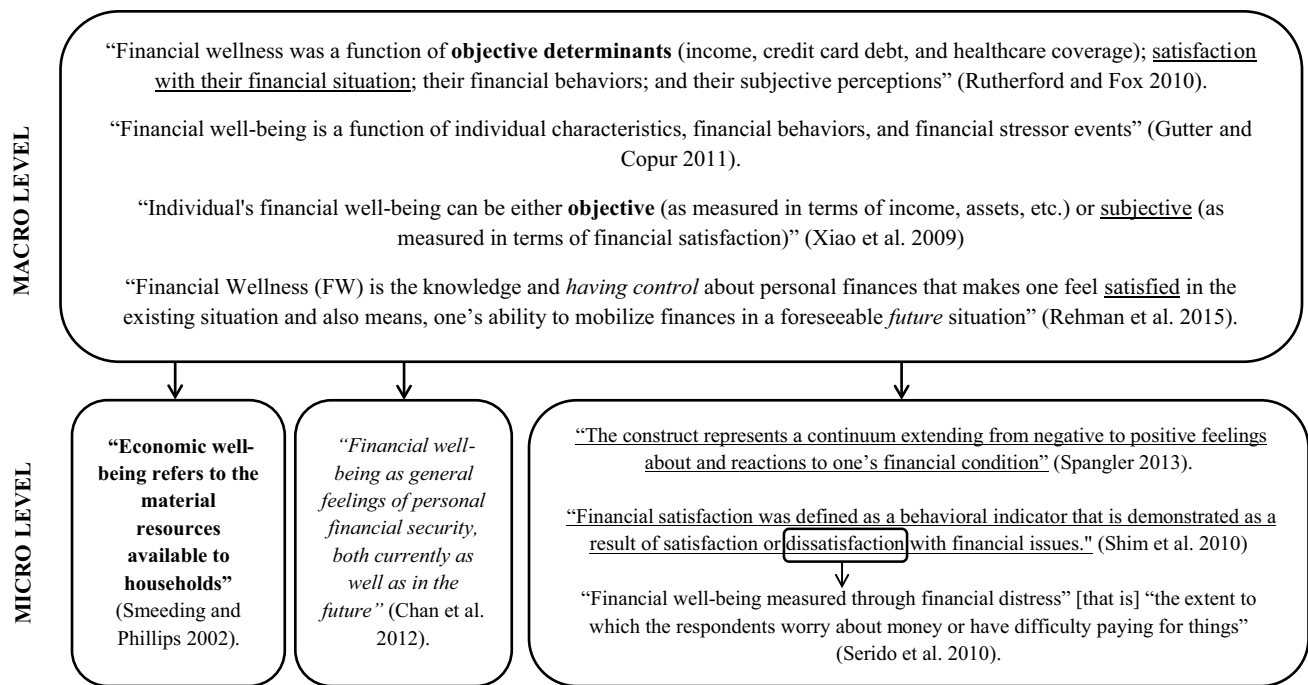 MACRO LEVEL
“Financial wellness was a function of objective determinants (income, credit card debt, and healthcare coverage); satisfaction
with their financial situation; their financial behaviors; and their subjective perceptions” (Rutherford and Fox 2010).
“Financial well-being is a function of individual characteristics, financial behaviors, and financial stressor events” (Gutter and
Copur 2011).
“Individual's financial well-being can be either objective (as measured in terms of income, assets, etc.) or subjective (as
measured in terms of financial satisfaction)” (Xiao et al. 2009)
“Financial Wellness (FW) is the knowledge and having control about personal finances that makes one feel satisfied in the
existing situation and also means, one’s ability to mobilize finances in a foreseeable future situation” (Rehman et al. 2015).
MICRO LEVEL
“Economic well-
being refers to the
material
resources
available to
households”
(Smeeding and
Phillips 2002).
“Financial well-
being as general
feelings of personal
financial security,
both currently as
well as in the
future” (Chan et al.
2012).
“The construct represents a continuum extending from negative to positive feelings
about and reactions to one’s financial condition” (Spangler 2013).
“Financial satisfaction was defined as a behavioral indicator that is demonstrated as a
result of satisfaction or dissatisfaction with financial issues." (Shim et al. 2010)
“Financial well-being measured through financial distress” [that is] “the extent to
which the respondents worry about money or have difficulty paying for things”
(Serido et al. 2010).